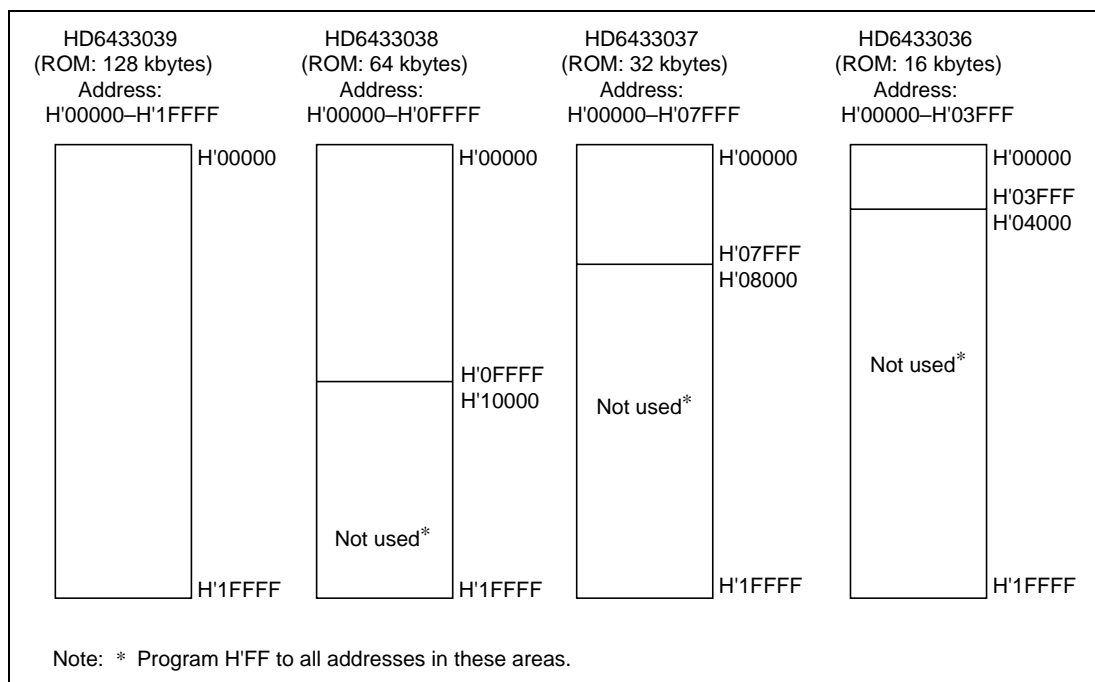 HD6433039
(ROM: 128 kbytes)
Address:
H'00000–H'1FFFF
H'00000
H'1FFFF
HD6433038
(ROM: 64 kbytes)
Address:
H'00000–H'0FFFF
H'00000
H'0FFFF
H'10000
Not used*
H'1FFFF
HD6433037
(ROM: 32 kbytes)
Address:
H'00000–H'07FFF
H'00000
H'07FFF
H'08000
Not used*
H'1FFFF
HD6433036
(ROM: 16 kbytes)
Address:
H'00000–H'03FFF
H'00000
H'03FFF
H'04000
Not used*
H'1FFFF
Note: * Program H'FF to all addresses in these areas.